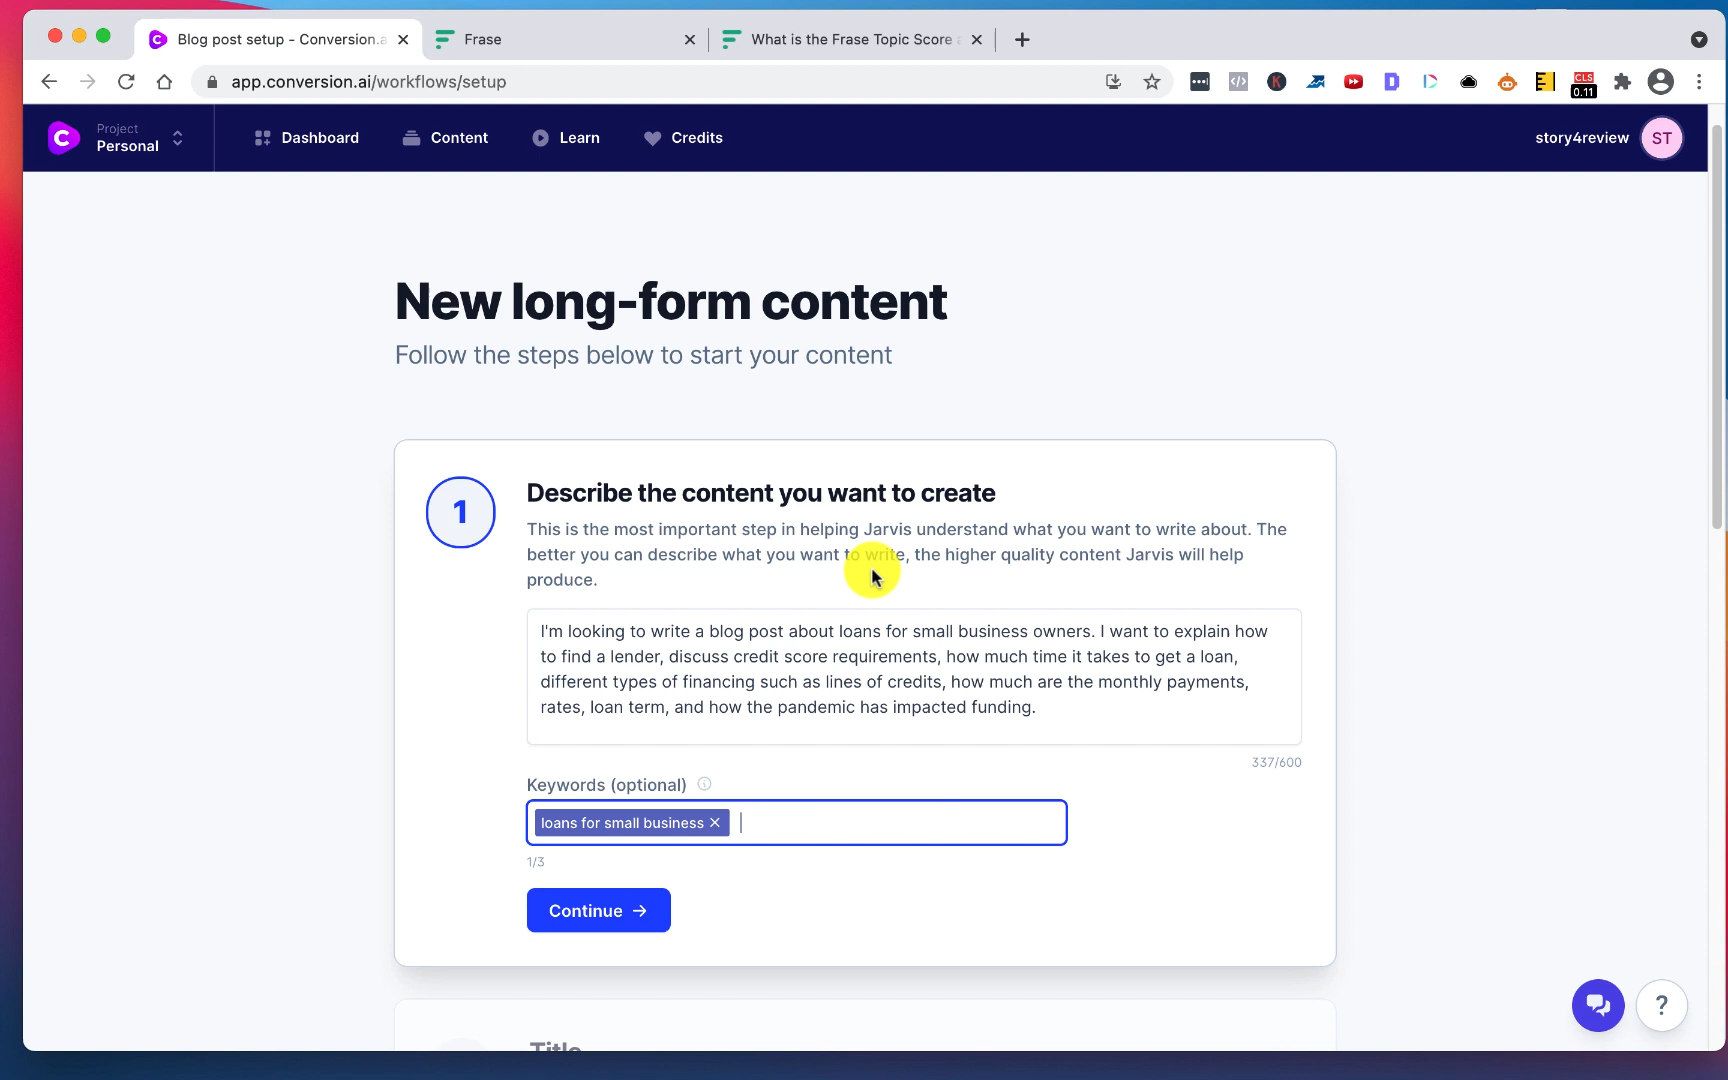 Blog post setup - Conversion.a
Frase
What is the Frase Topic Score a
app.conversion.ai/workflows/setup
CLS
0.11
Project
Personal
Dashboard
Content
Learn
Credits
story4review
ST
New long-form content
Follow the steps below to start your content
1
Describe the content you want to create
This is the most important step in helping Jarvis understand what you want to write about. The
better you can describe what you want to write, the higher quality content Jarvis will help
produce.
I'm looking to write a blog post about loans for small business owners. I want to explain how
to find a lender, discuss credit score requirements, how much time it takes to get a loan,
different types of financing such as lines of credits, how much are the monthly payments,
rates, loan term, and how the pandemic has impacted funding.
337/600
Keywords (optional)
loans for small business
1/3
Continue →
?
Title